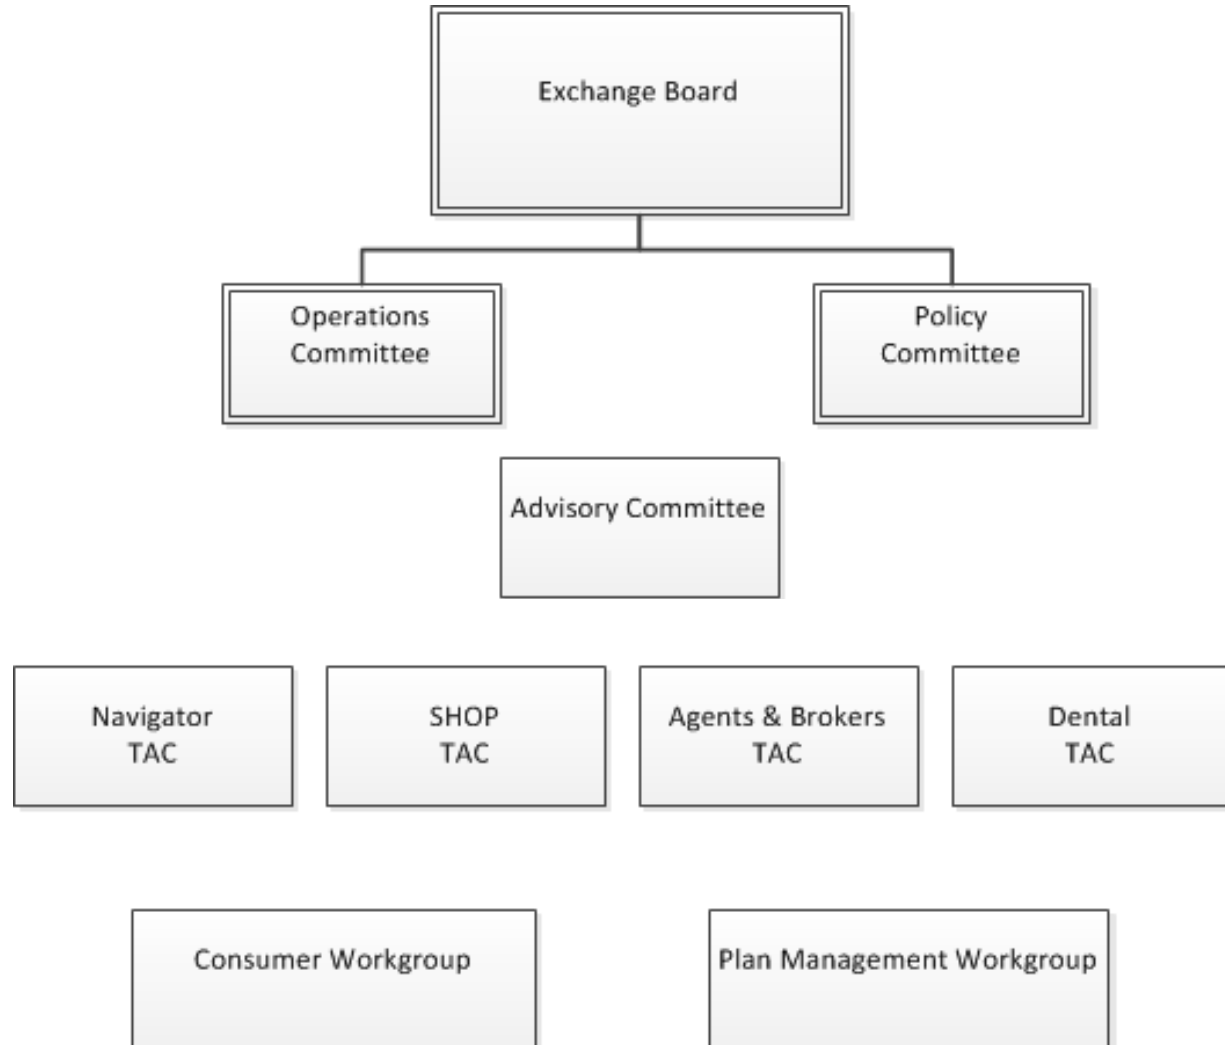 Exchange Board
Operations
Committee
Policy
Committee
Advisory Committee
Navigator
TAC
SHOP
TAC
Agents & Brokers
TAC
Dental
TAC
Consumer Workgroup
Plan Management Workgroup